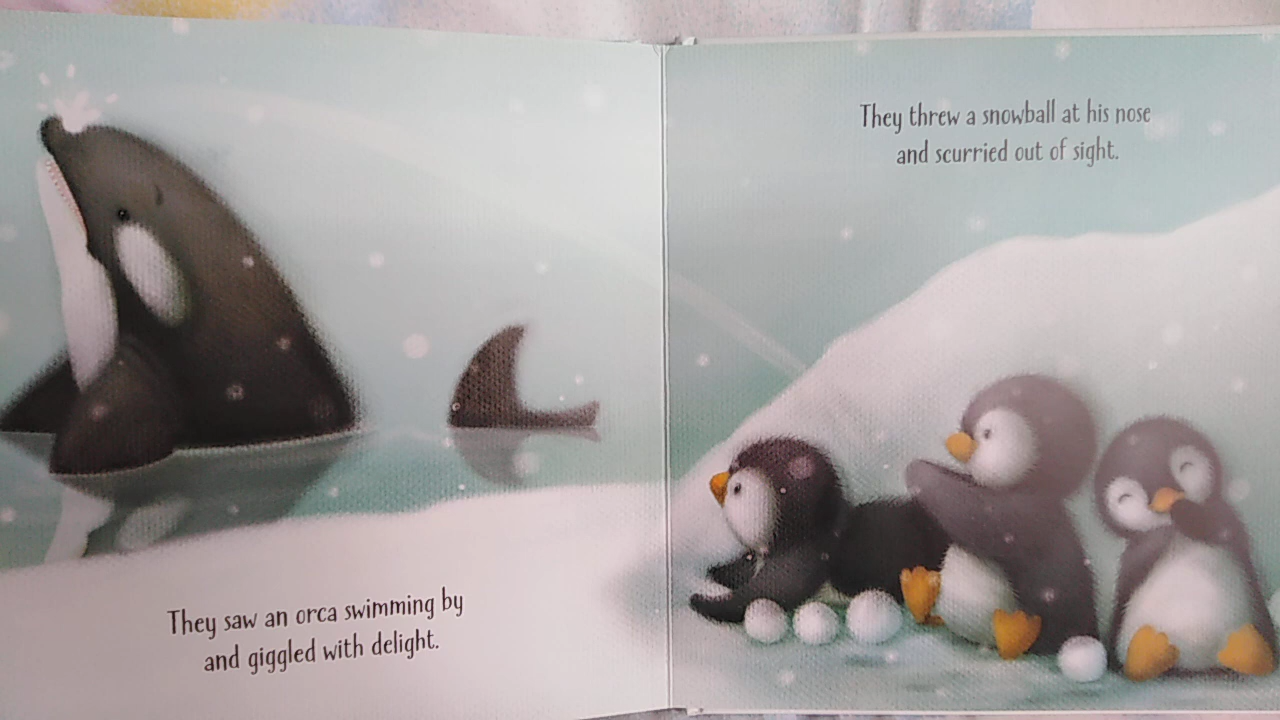 They saw an orca swimming by
and giggled with delight.
They threw a snowball at his nose
and scurried out of sight.